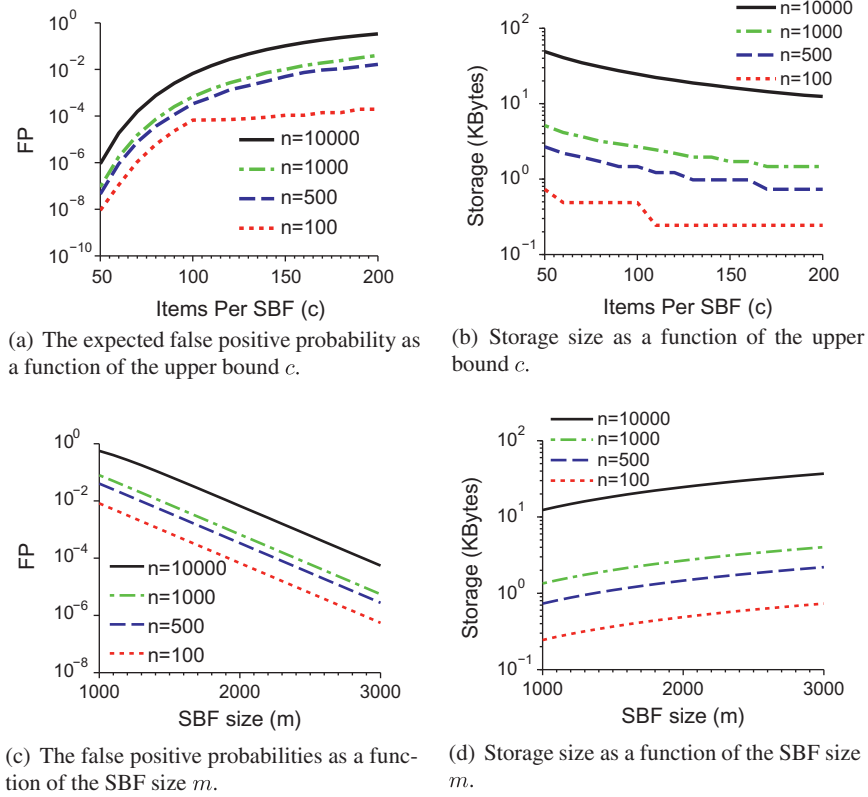 10^0
10^-2
10^-4
10^-6
10^-8
10^-10
FP
n=10000
n=1000
n=500
n=100
50
100
150
200
Items Per SBF (c)
(a) The expected false positive probability as
a function of the upper bound c.
n=10000
n=1000
n=500
n=100
10^2
10^1
10^0
10^-1
Storage (KBytes)
50
100
150
200
Items Per SBF (c)
(b) Storage size as a function of the upper
bound c.
10^0
10^-2
10^-4
10^-6
10^-8
FP
n=10000
n=1000
n=500
n=100
1000
2000
3000
SBF size (m)
(c) The false positive probabilities as a func-
tion of the SBF size m.
n=10000
n=1000
n=500
n=100
10^2
10^1
10^0
10^-1
Storage (KBytes)
1000
2000
3000
SBF size (m)
(d) Storage size as a function of the SBF size
m.